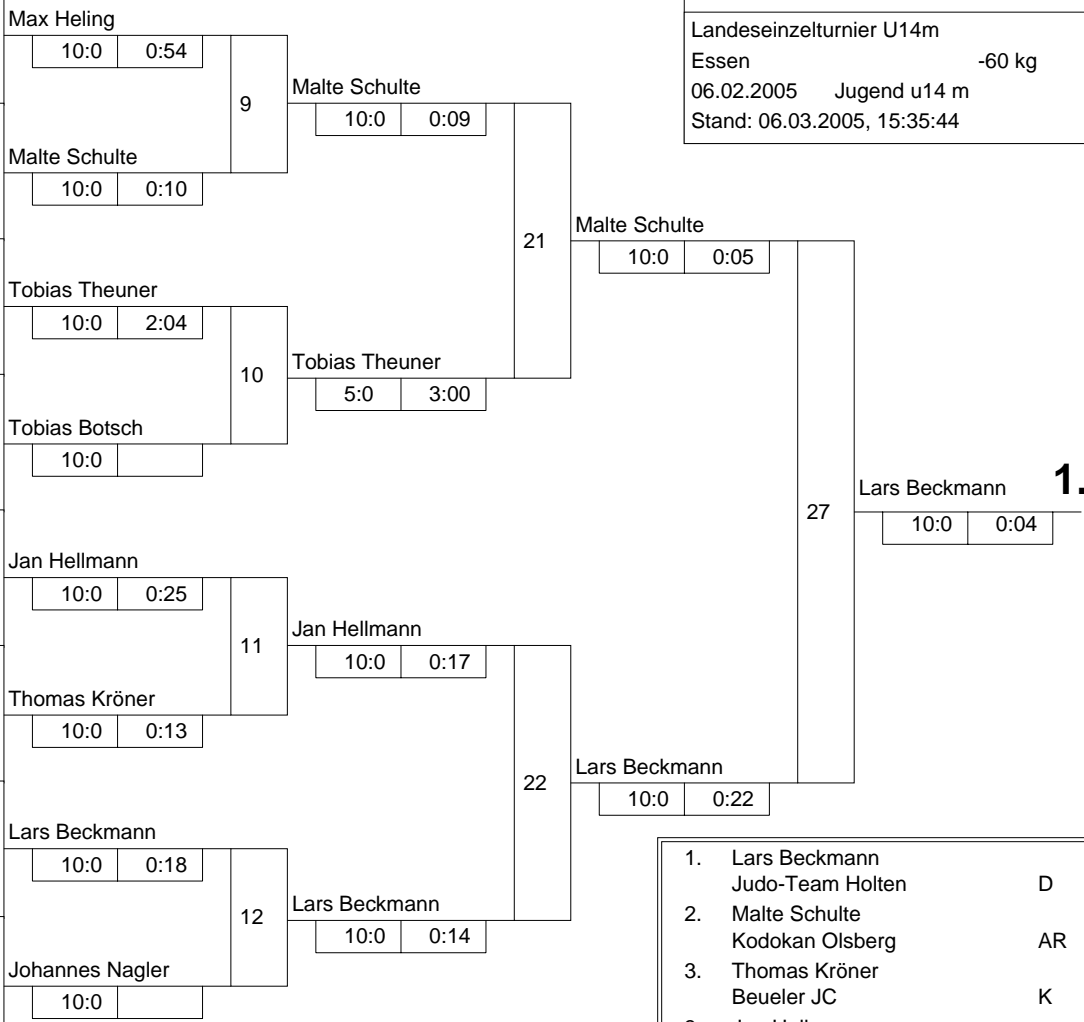 Max Heling
10:0 0:54
9
Malte Schulte
10:0 0:10
Tobias Theuner
10:0 2:04
10
Tobias Botsch
10:0
Jan Hellmann
10:0 0:25
11
Thomas Kröner
10:0 0:13
Lars Beckmann
10:0 0:18
12
Johannes Nagler
10:0
Malte Schulte
10:0 0:09
21
Tobias Theuner
5:0 3:00
Jan Hellmann
10:0 0:17
22
Lars Beckmann
10:0 0:14
Malte Schulte
10:0 0:05
27
Lars Beckmann
10:0 0:22
Lars Beckmann 1.
10:0 0:04
Landeseinzelturnier U14m
Essen -60 kg
06.02.2005 Jugend u14 m
Stand: 06.03.2005, 15:35:44
1. Lars Beckmann
Judo-Team Holten D
2. Malte Schulte
Kodokan Olsberg AR
3. Thomas Kröner
Beueler JC K